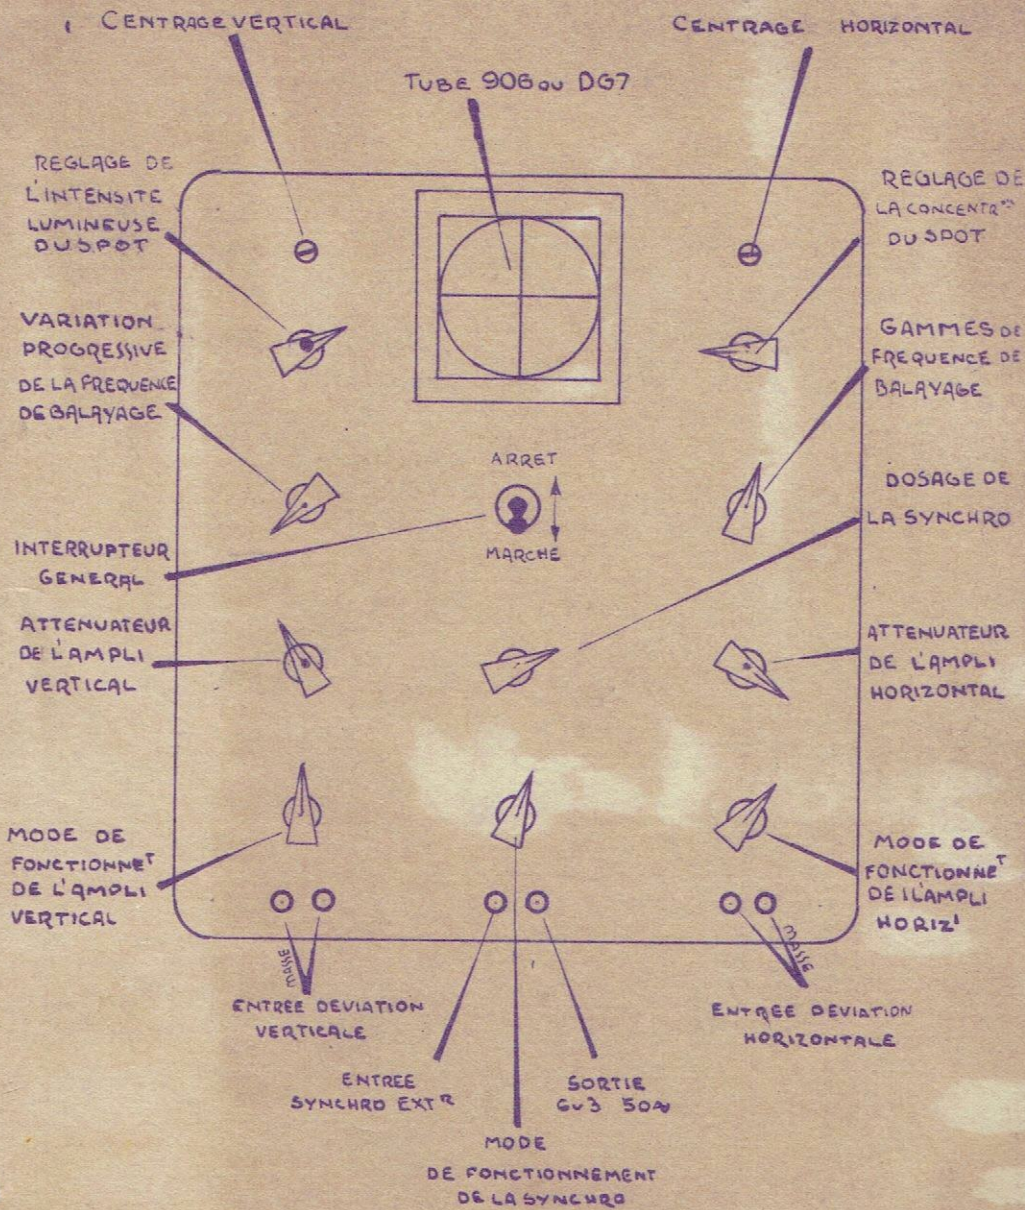 CENTRAGE VERTICAL
CENTRAGE HORIZONTAL
TUBE 906 OU DG7
REGLAGE DE
L'INTENSITE
LUMINEUSE
DU SPOT
REGLAGE DE
LA CONCENTRᵒⁿ
DU SPOT
VARIATION
PROGRESSIVE
DE LA FREQUENCE
DE BALAYAGE
GAMMES DE
FREQUENCE DE
BALAYAGE
ARRET
MARCHE
DOSAGE DE
LA SYNCHRO
INTERRUPTEUR
GENERAL
ATTENUATEUR
DE L'AMPLI
VERTICAL
ATTENUATEUR
DE L'AMPLI
HORIZONTAL
MODE DE
FONCTIONNEᵀ
DE L'AMPLI
VERTICAL
MODE DE
FONCTIONNEᵀ
DE L'AMPLI
HORIZˡ
MASSE
MASSE
ENTREE DEVIATION
VERTICALE
ENTREE DEVIATION
HORIZONTALE
ENTREE
SYNCHRO EXTᴿ
SORTIE
6v3 50~
MODE
DE FONCTIONNEMENT
DE LA SYNCHRO